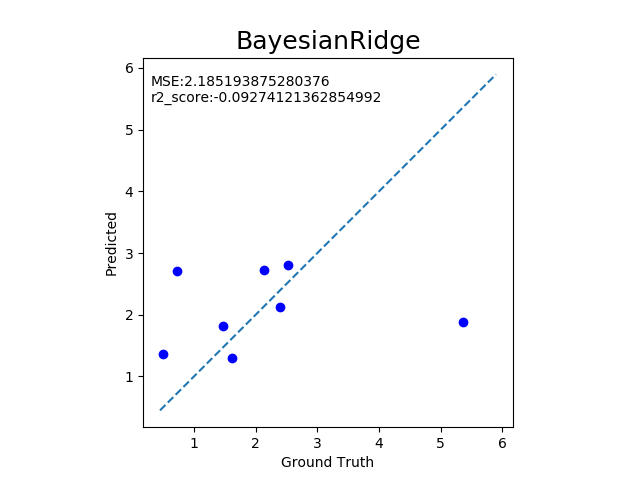 BayesianRidge
MSE:2.185193875280376
r2_score:-0.09274121362854992
6
5
4
3
2
1
Predicted
1 2 3 4 5 6
Ground Truth